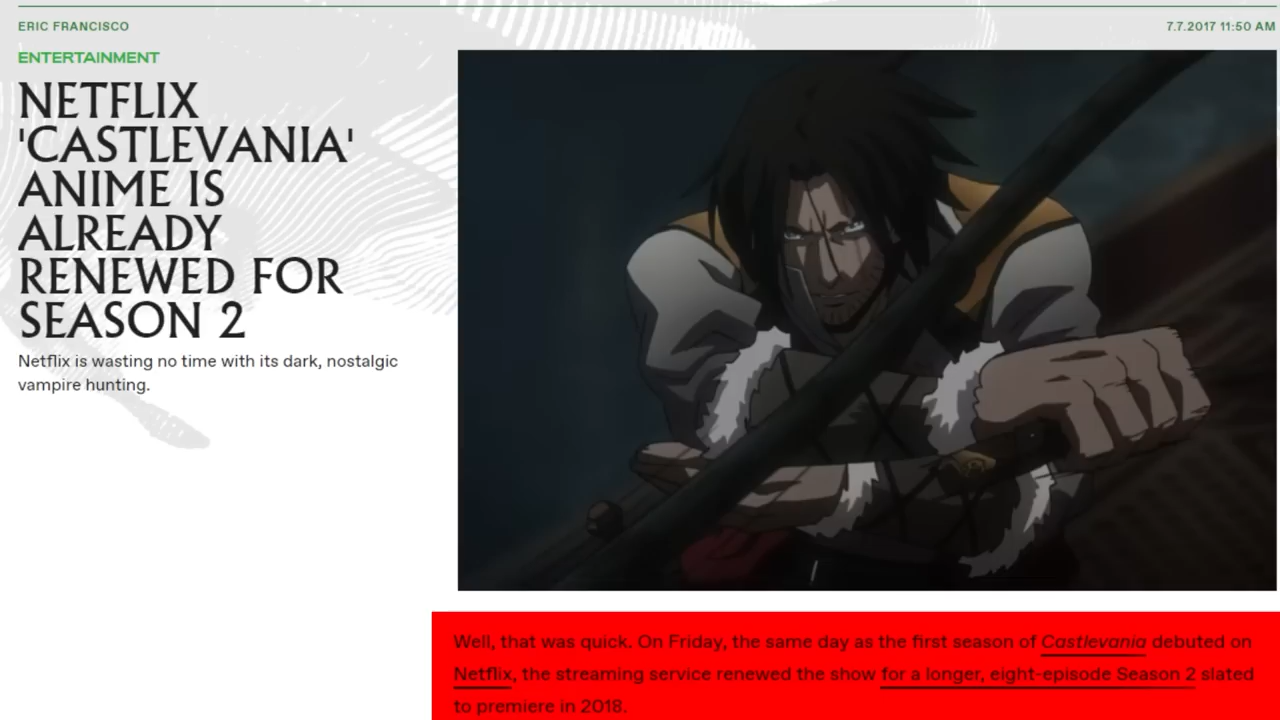 ERIC FRANCISCO
7.7.2017 11:50 AM
ENTERTAINMENT
NETFLIX
'CASTLEVANIA'
ANIME IS
ALREADY
RENEWED FOR
SEASON 2
Netflix is wasting no time with its dark, nostalgic
vampire hunting.
Well, that was quick. On Friday, the same day as the first season of Castlevania debuted on
Netflix, the streaming service renewed the show for a longer, eight-episode Season 2 slated
to premiere in 2018.